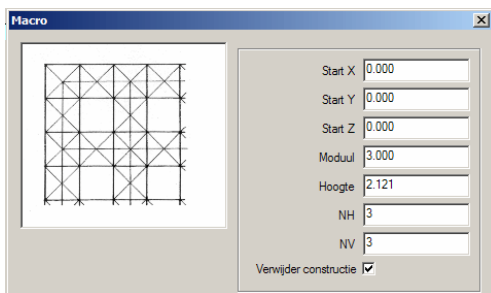 Macro
Start X 0.000
Start Y 0.000
Start Z 0.000
Moduul 3.000
Hoogte 2.121
NH 3
NV 3
Verwijder constructie